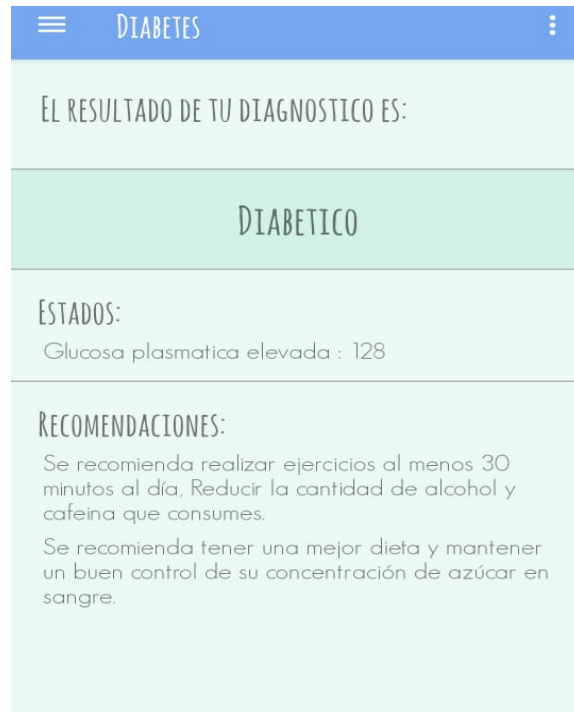 DIABETES
EL RESULTADO DE TU DIAGNOSTICO ES:
DIABETICO
ESTADOS:
Glucosa plasmatica elevada : 128
RECOMENDACIONES:
Se recomienda realizar ejercicios al menos 30
minutos al día, Reducir la cantidad de alcohol y
cafeina que consumes.
Se recomienda tener una mejor dieta y mantener
un buen control de su concentración de azúcar en
sangre.